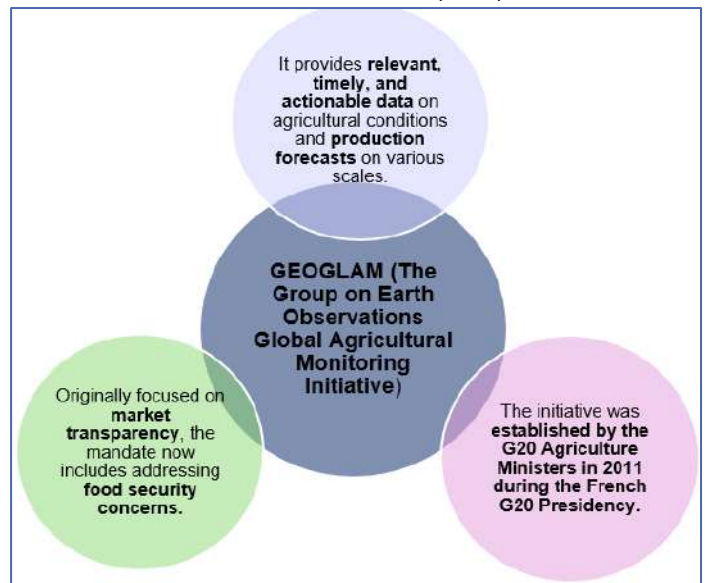 It provides relevant,
timely, and
actionable data on
agricultural conditions
and production
forecasts on various
scales.
GEOGLAM (The
Group on Earth
Observations
Global Agricultural
Monitoring
Initiative)
Originally focused on
market
transparency, the
mandate now
includes addressing
food security
concerns.
The initiative was
established by the
G20 Agriculture
Ministers in 2011
during the French
G20 Presidency.